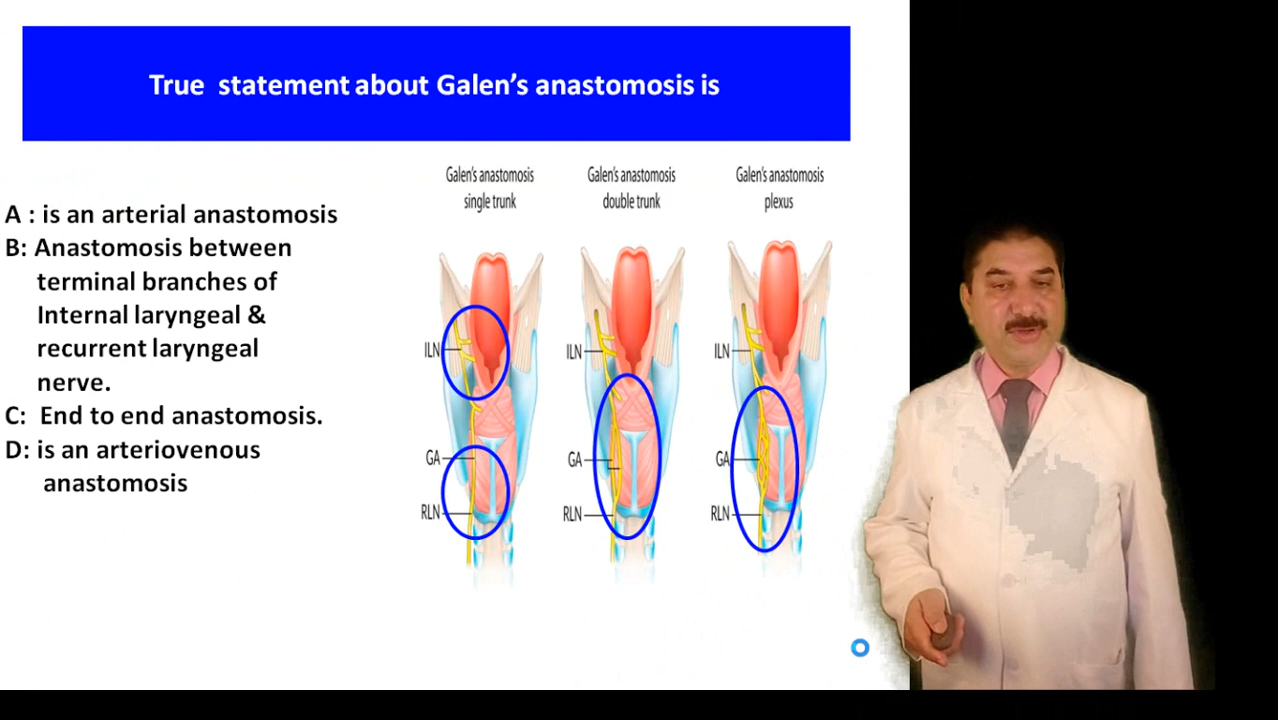 True statement about Galen's anastomosis is
A : is an arterial anastomosis
B: Anastomosis between
terminal branches of
Internal laryngeal &
recurrent laryngeal
nerve.
C: End to end anastomosis.
D: is an arteriovenous
anastomosis
Galen's anastomosis
single trunk
Galen's anastomosis
double trunk
Galen's anastomosis
plexus
ILN
ILN
ILN
GA
GA
GA
RLN
RLN
RLN